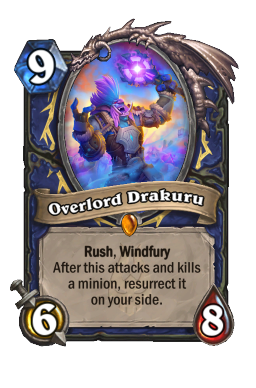 9
Overlord Drakuru
Rush, Windfury
After this attacks and kills
a minion, resurrect it
on your side.
6 8